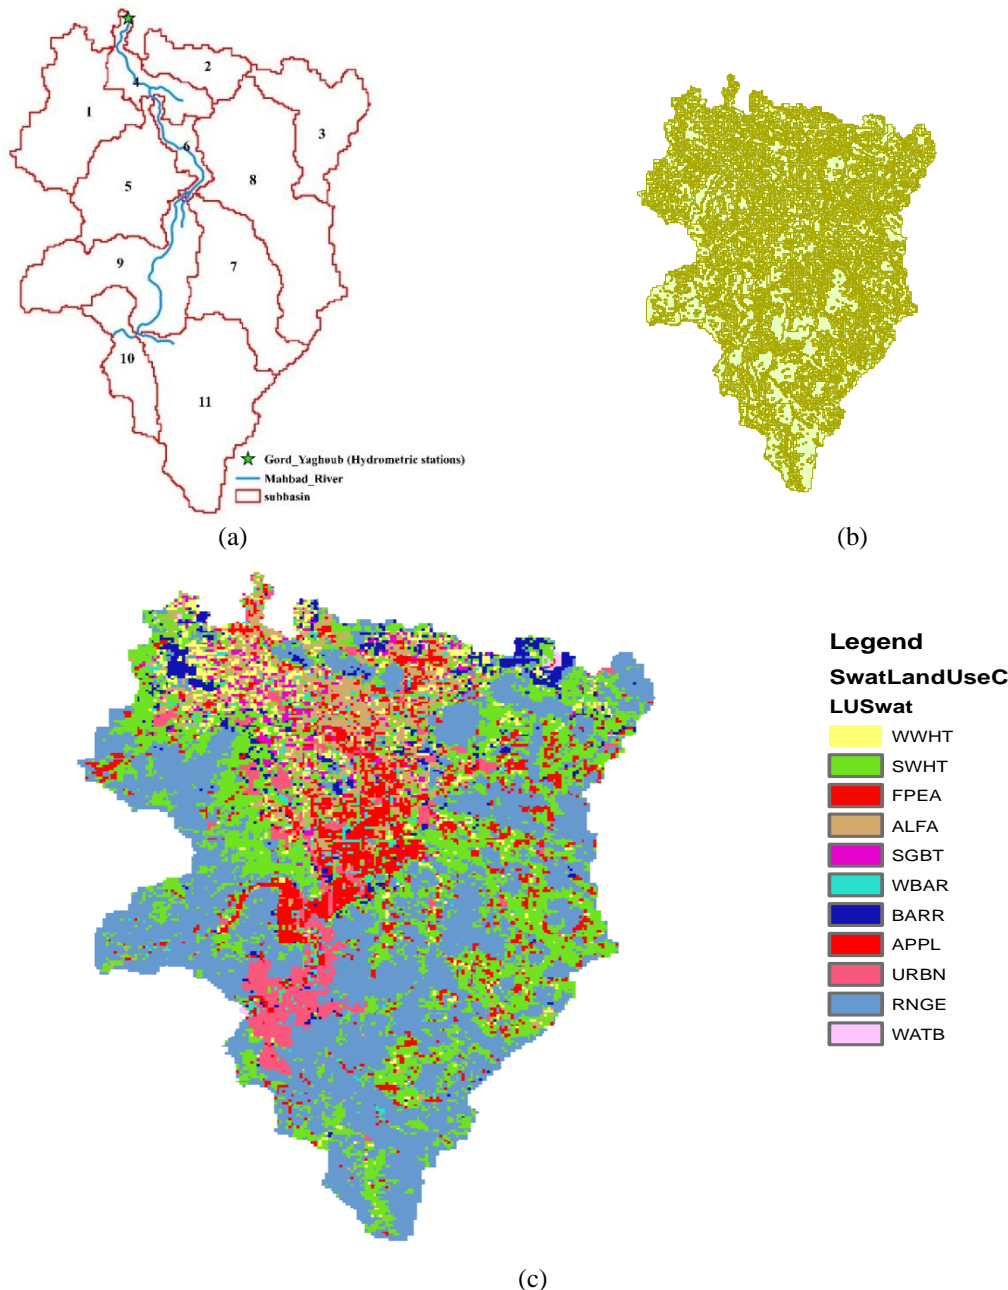 2
4
1
3
6
5
8
9
7
10
11
Gord_Yaghoub (Hydrometric stations)
Mahbad_River
subbasin
(a)
(b)
Legend
SwatLandUseC
LUSwat
WWHT
SWHT
FPEA
ALFA
SGBT
WBAR
BARR
APPL
URBN
RNGE
WATB
(c)